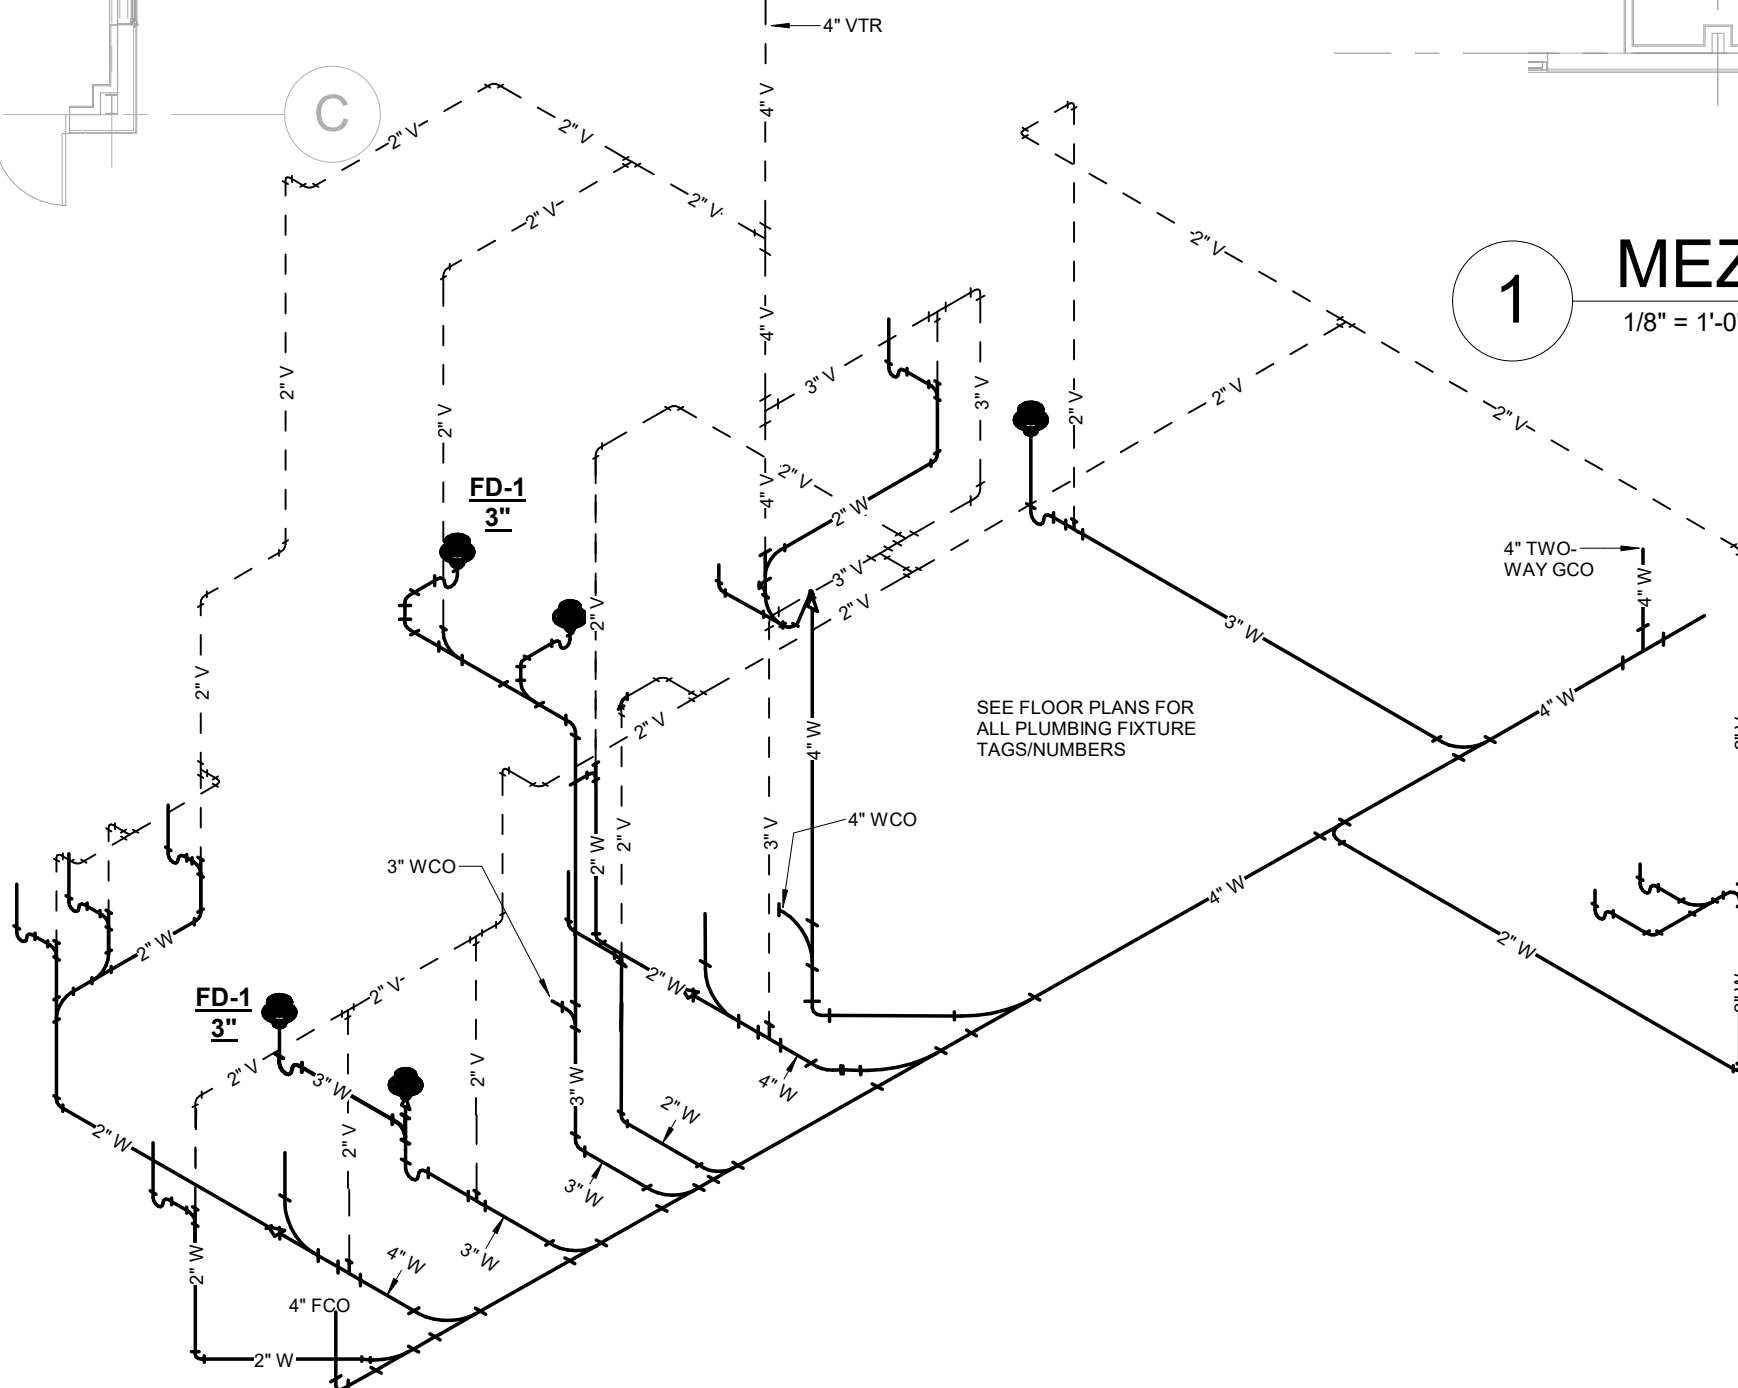 4" VTR
C
4" V
2" V
2" V
2" V
2" V
2" V
1
MEZ
1/8" = 1'-0"
4" V
3" V
3" V
2" V
2" V
2" V
2" V
2" V
FD-1
3"
2" V
4" V
2" W
4" TWO-
WAY GCO
4" W
3" V
2" V
2" V
3" W
2" V
4" W
SEE FLOOR PLANS FOR
ALL PLUMBING FIXTURE
TAGS/NUMBERS
2" V
4" W
3" V
2" V
4" WCO
3" WCO
2" W
4" W
2" W
2" W
2" W
2" V
FD-1
3"
2" V
2" V
3" W
3" W
4" W
2" W
2" W
2" V
3" W
3" W
4" W
2" W
4" FCO
2" W